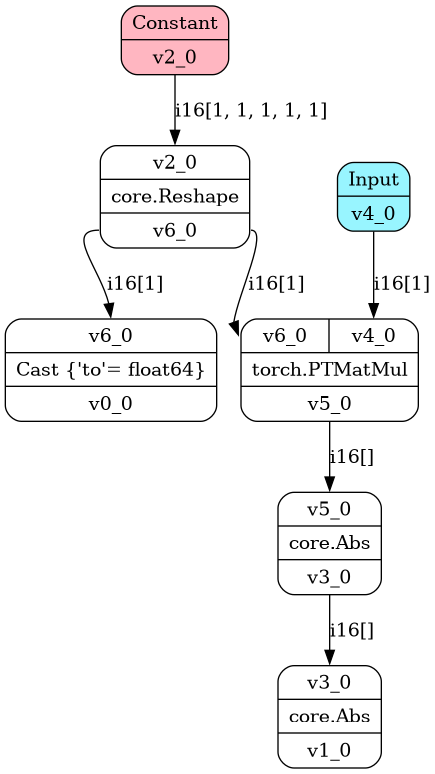 Constant
v2_0
i16[1, 1, 1, 1, 1]
v2_0
core.Reshape
v6_0
Input
v4_0
i16[1]
i16[1]
i16[1]
v6_0
Cast {'to'= float64}
v0_0
v6_0 v4_0
torch.PTMatMul
v5_0
i16[]
v5_0
core.Abs
v3_0
i16[]
v3_0
core.Abs
v1_0